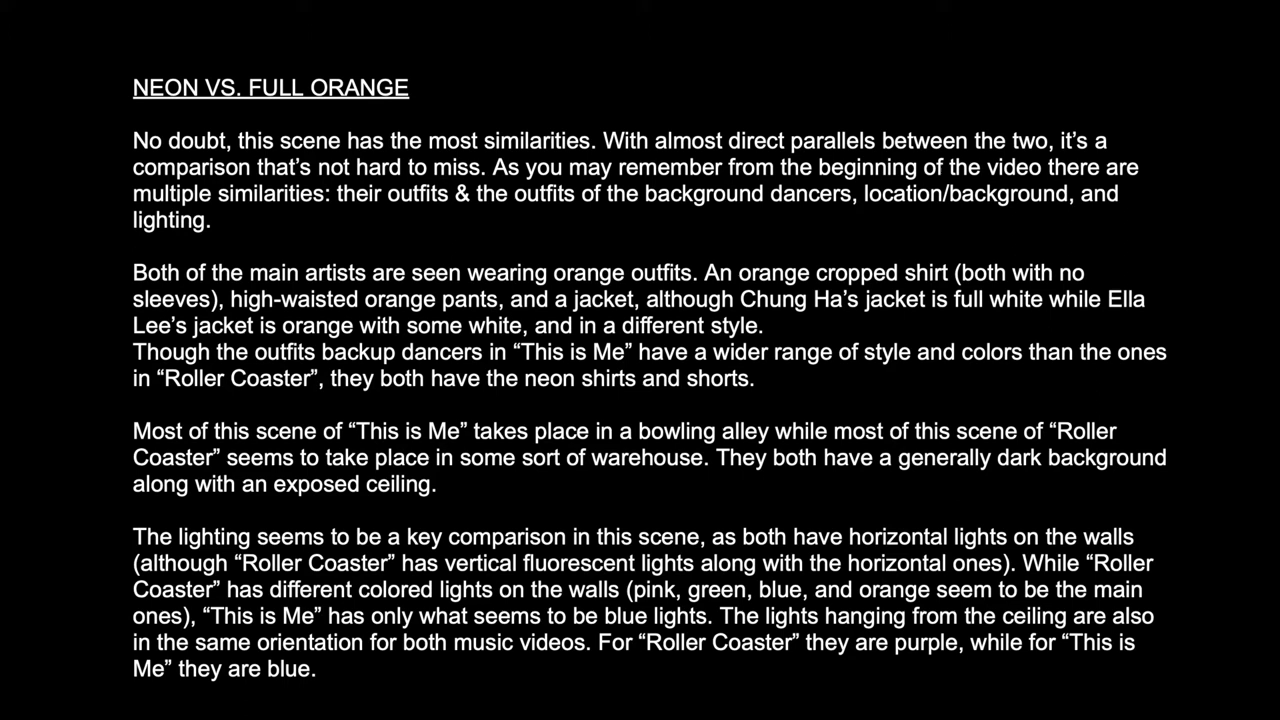 NEON VS. FULL ORANGE
No doubt, this scene has the most similarities. With almost direct parallels between the two, it’s a
comparison that’s not hard to miss. As you may remember from the beginning of the video there are
multiple similarities: their outfits & the outfits of the background dancers, location/background, and
lighting.
Both of the main artists are seen wearing orange outfits. An orange cropped shirt (both with no
sleeves), high-waisted orange pants, and a jacket, although Chung Ha’s jacket is full white while Ella
Lee’s jacket is orange with some white, and in a different style.
Though the outfits backup dancers in “This is Me” have a wider range of style and colors than the ones
in “Roller Coaster”, they both have the neon shirts and shorts.
Most of this scene of “This is Me” takes place in a bowling alley while most of this scene of “Roller
Coaster” seems to take place in some sort of warehouse. They both have a generally dark background
along with an exposed ceiling.
The lighting seems to be a key comparison in this scene, as both have horizontal lights on the walls
(although “Roller Coaster” has vertical fluorescent lights along with the horizontal ones). While “Roller
Coaster” has different colored lights on the walls (pink, green, blue, and orange seem to be the main
ones), “This is Me” has only what seems to be blue lights. The lights hanging from the ceiling are also
in the same orientation for both music videos. For “Roller Coaster” they are purple, while for “This is
Me” they are blue.